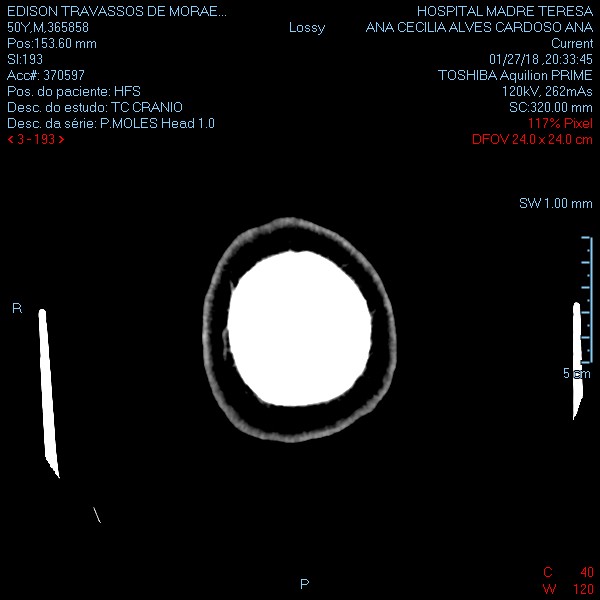 EDISON TRAVASSOS DE MORAE...
50Y,M,365858
Pos:153.60 mm
SI:193
Acc#: 370597
Pos. do paciente: HFS
Desc. do estudo: TC CRANIO
Desc. da série: P.MOLES Head 1.0
< 3 - 193 >
Lossy
HOSPITAL MADRE TERESA
ANA CECILIA ALVES CARDOSO ANA
Current
01/27/18 ,20:33:45
TOSHIBA Aquilion PRIME
120kV, 262mAs
SC:320.00 mm
117% Pixel
DFOV 24.0 x 24.0 cm
SW 1.00 mm
R
5 cm
P
C 40
W 120